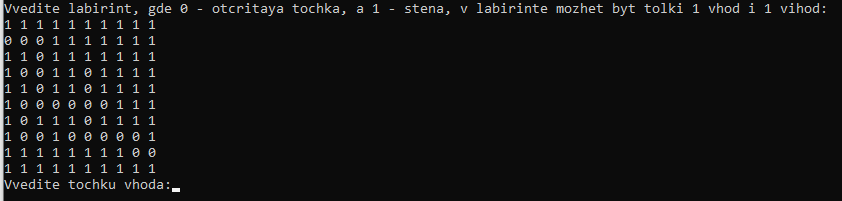 Vvedite labirint, gde 0 - otcritaya tochka, a 1 - stena, v labirinte mozhet byt tolki 1 vhod i 1 vihod:
1 1 1 1 1 1 1 1 1 1
0 0 0 1 1 1 1 1 1 1
1 1 0 1 1 1 1 1 1 1
1 0 0 1 1 0 1 1 1 1
1 1 0 1 1 0 1 1 1 1
1 0 0 0 0 0 0 1 1 1
1 0 1 1 1 0 1 1 1 1
1 0 0 1 0 0 0 0 0 1
1 1 1 1 1 1 1 1 0 0
1 1 1 1 1 1 1 1 1 1
Vvedite tochku vhoda: